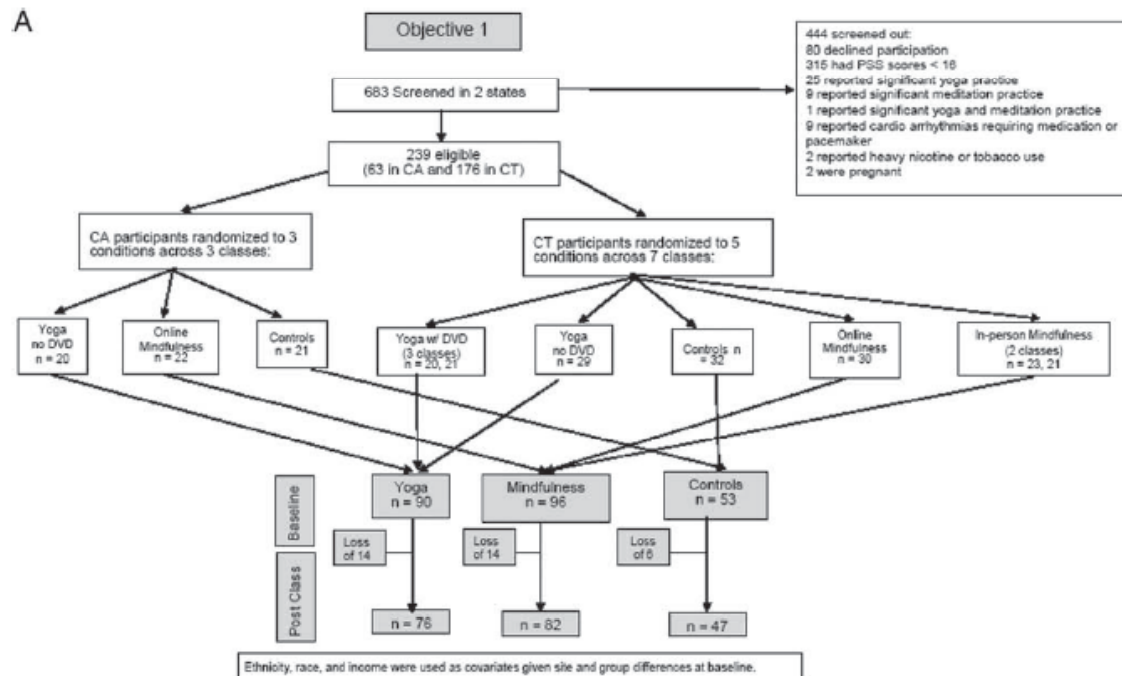 A
Objective 1
444 screened out:
80 declined participation
315 had PSS scores < 16
25 reported significant yoga practice
9 reported significant meditation practice
1 reported significant yoga and meditation practice
9 reported cardio arrhythmias requiring medication or
pacemaker
2 reported heavy nicotine or tobacco use
2 were pregnant
683 Screened in 2 states
239 eligible
(63 in CA and 176 in CT)
CA participants randomized to 3
conditions across 3 classes:
CT participants randomized to 5
conditions across 7 classes:
Yoga
no DVD
n = 20
Online
Mindfulness
n = 22
Controls
n = 21
Yoga w/ DVD
(3 classes)
n = 20, 21
Yoga
no DVD
n = 29
Controls n
= 32
Online
Mindfulness
n = 30
In-person Mindfulness
(2 classes)
n = 23, 21
Baseline
Yoga
n = 90
Mindfulness
n = 96
Controls
n = 53
Loss
of 14
Loss
of 14
Loss
of 6
Post Class
n = 76
n = 82
n = 47
Ethnicity, race, and income were used as covariates given site and group differences at baseline.